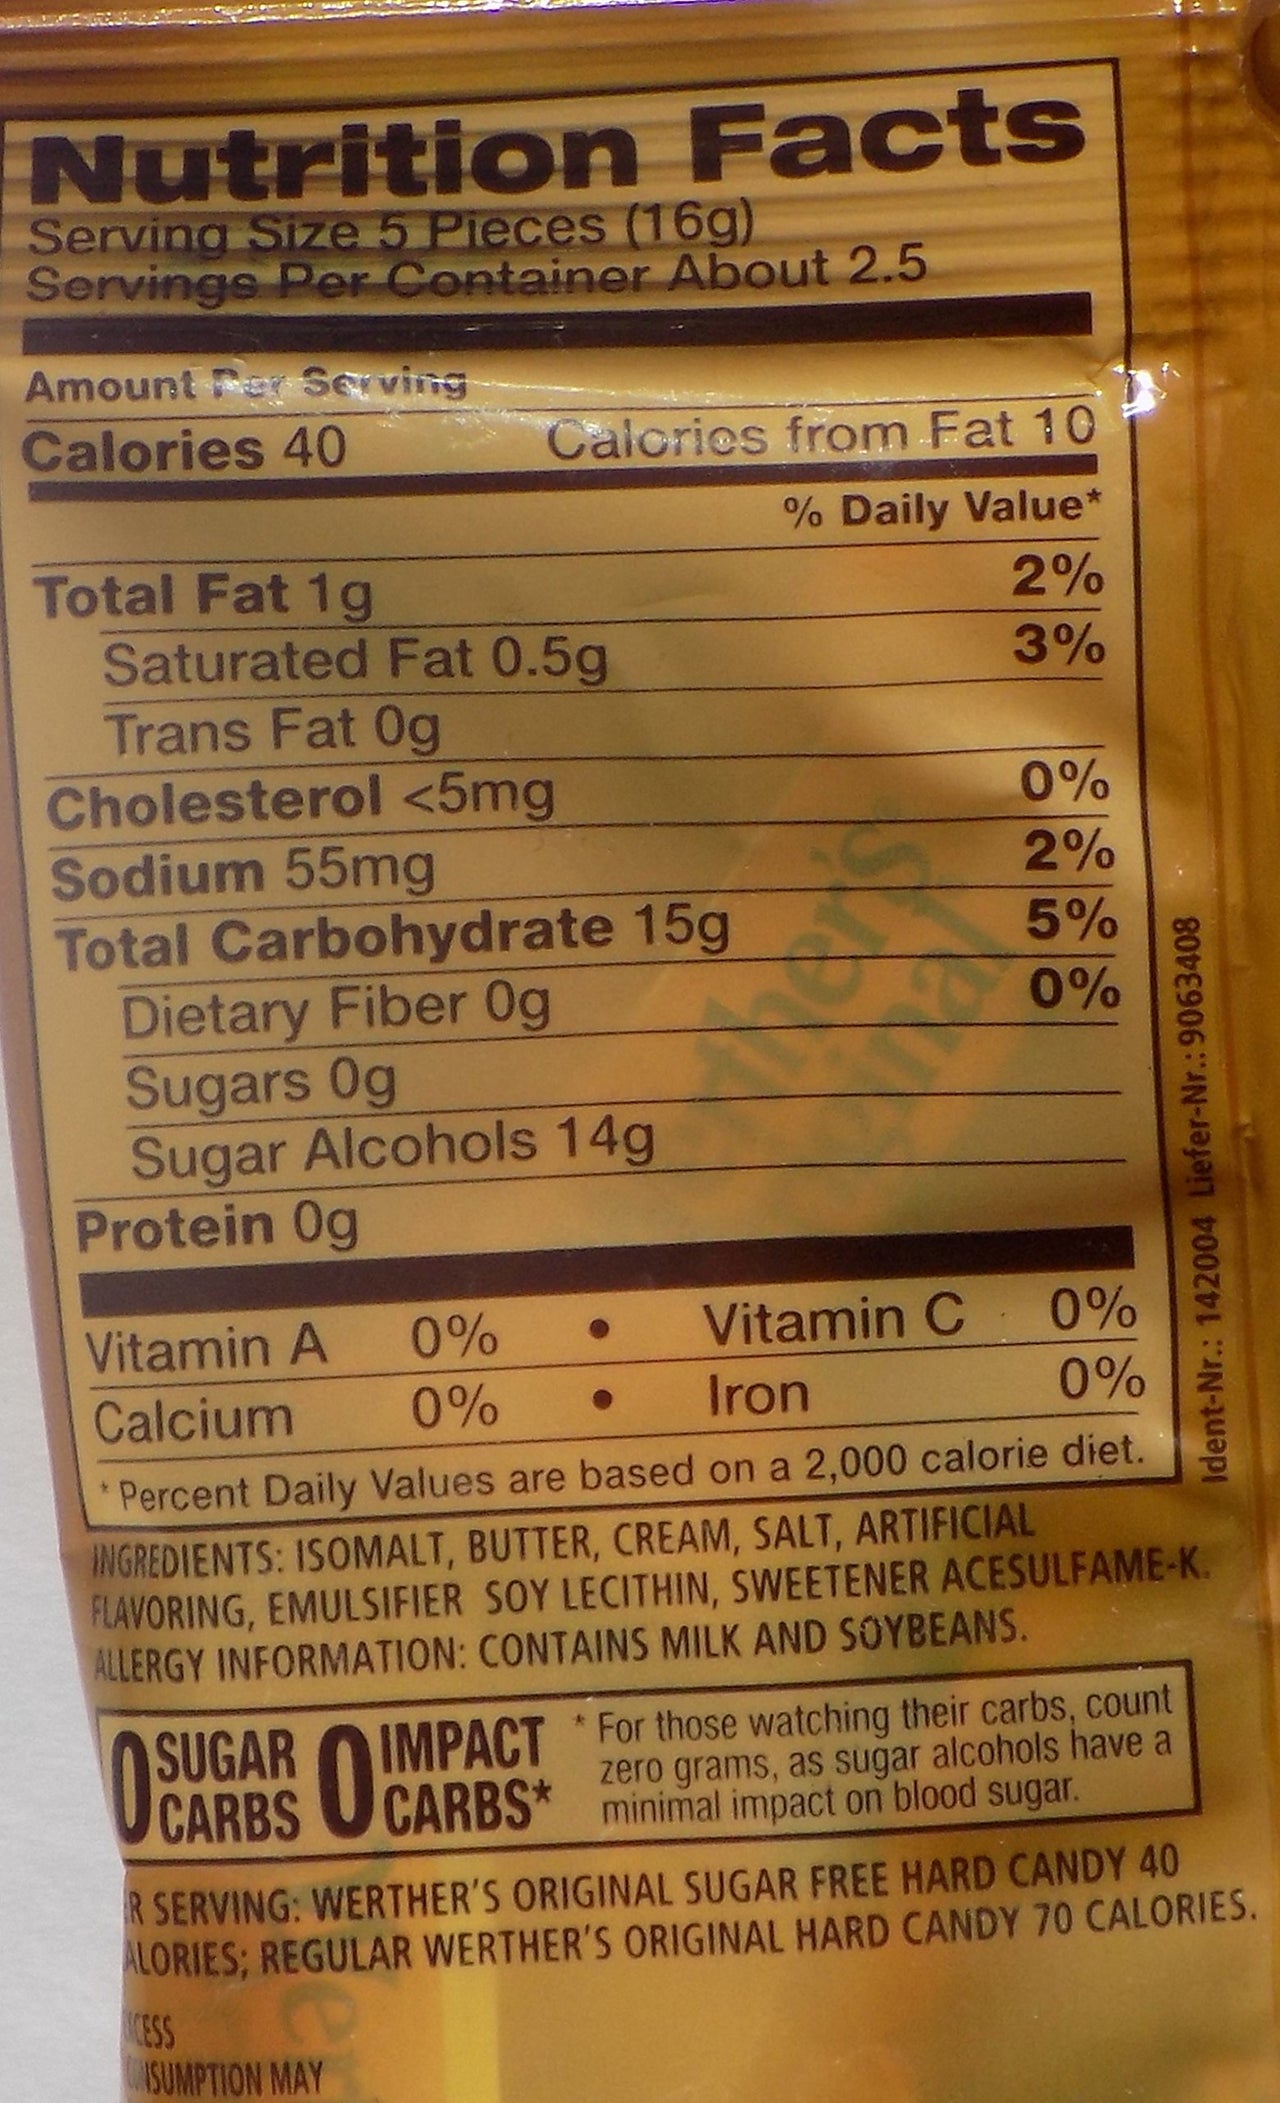 Nutrition Facts
Serving Size 5 Pieces (16g)
Servings Per Container About 2.5
Amount Per Serving
Calories 40 Calories from Fat 10
% Daily Value*
Total Fat 1g 2%
Saturated Fat 0.5g 3%
Trans Fat 0g
Cholesterol <5mg 0%
Sodium 55mg 2%
Total Carbohydrate 15g 5%
Dietary Fiber 0g 0%
Sugars 0g
Sugar Alcohols 14g
Protein 0g
Vitamin A 0% • Vitamin C 0%
Calcium 0% • Iron 0%
* Percent Daily Values are based on a 2,000 calorie diet.
Ident-Nr.: 142004 Liefer-Nr.: 9063408
INGREDIENTS: ISOMALT, BUTTER, CREAM, SALT, ARTIFICIAL
FLAVORING, EMULSIFIER SOY LECITHIN, SWEETENER ACESULFAME-K.
ALLERGY INFORMATION: CONTAINS MILK AND SOYBEANS.
0 SUGAR CARBS 0 IMPACT CARBS*
* For those watching their carbs, count
zero grams, as sugar alcohols have a
minimal impact on blood sugar.
R SERVING: WERTHER'S ORIGINAL SUGAR FREE HARD CANDY 40
ALORIES; REGULAR WERTHER'S ORIGINAL HARD CANDY 70 CALORIES.
CESS
NSUMPTION MAY